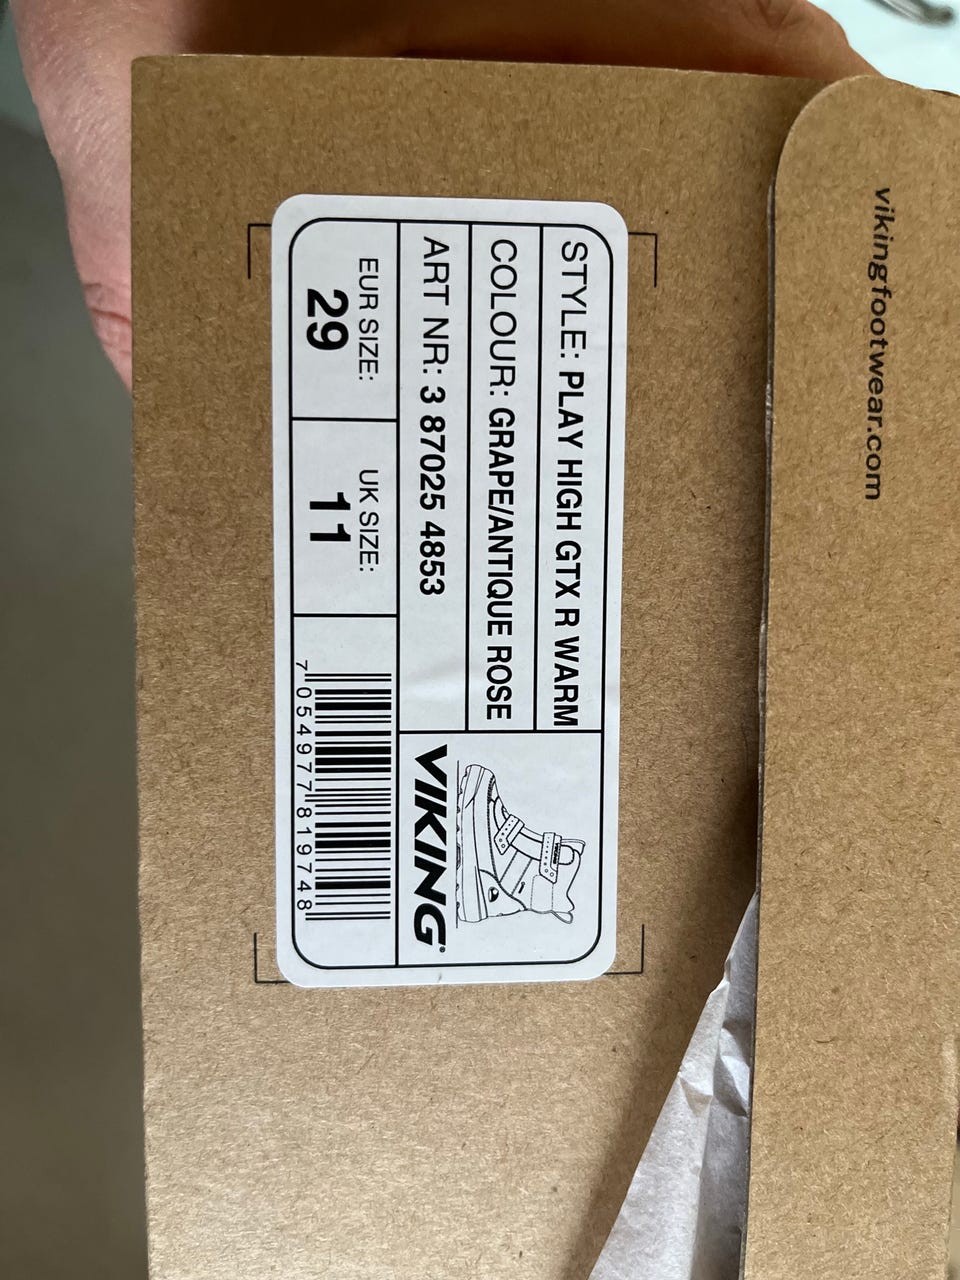 vikingfootwear.com
STYLE: PLAY HIGH GTX R WARM
COLOUR: GRAPE/ANTIQUE ROSE
ART NR: 3 87025 4853
VIKING®
EUR SIZE:
29
UK SIZE:
11
7 054977 819748